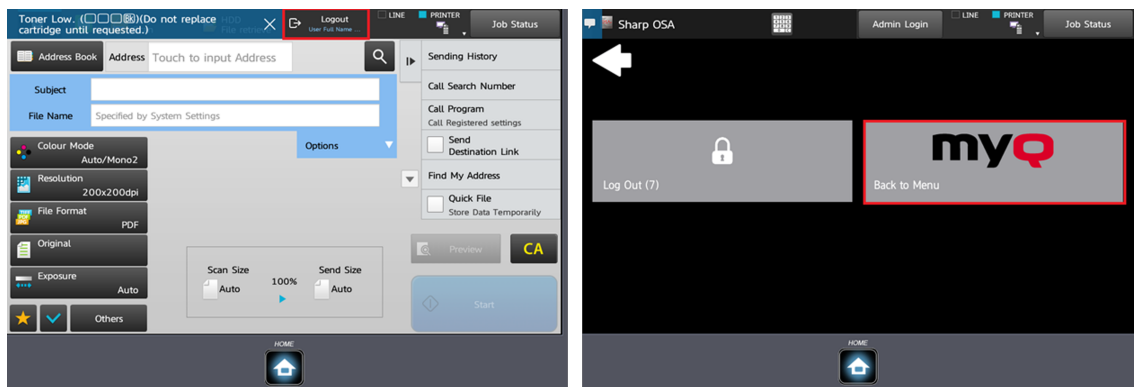 Toner Low. (Bk)(Do not replace
cartridge until requested.)
Logout
User Full Name ...
LINE
PRINTER
Job Status
Address Book
Address
Touch to input Address
Subject
File Name
Specified by System Settings
Options
Colour Mode
Auto/Mono2
Resolution
200x200dpi
File Format
PDF
Original
Exposure
Auto
Others
Scan Size
Auto
100%
Send Size
Auto
Sending History
Call Search Number
Call Program
Call Registered settings
Send
Destination Link
Find My Address
Quick File
Store Data Temporarily
Preview
CA
Start
HOME
Sharp OSA
Admin Login
LINE
PRINTER
Job Status
Log Out (7)
myQ
Back to Menu
HOME